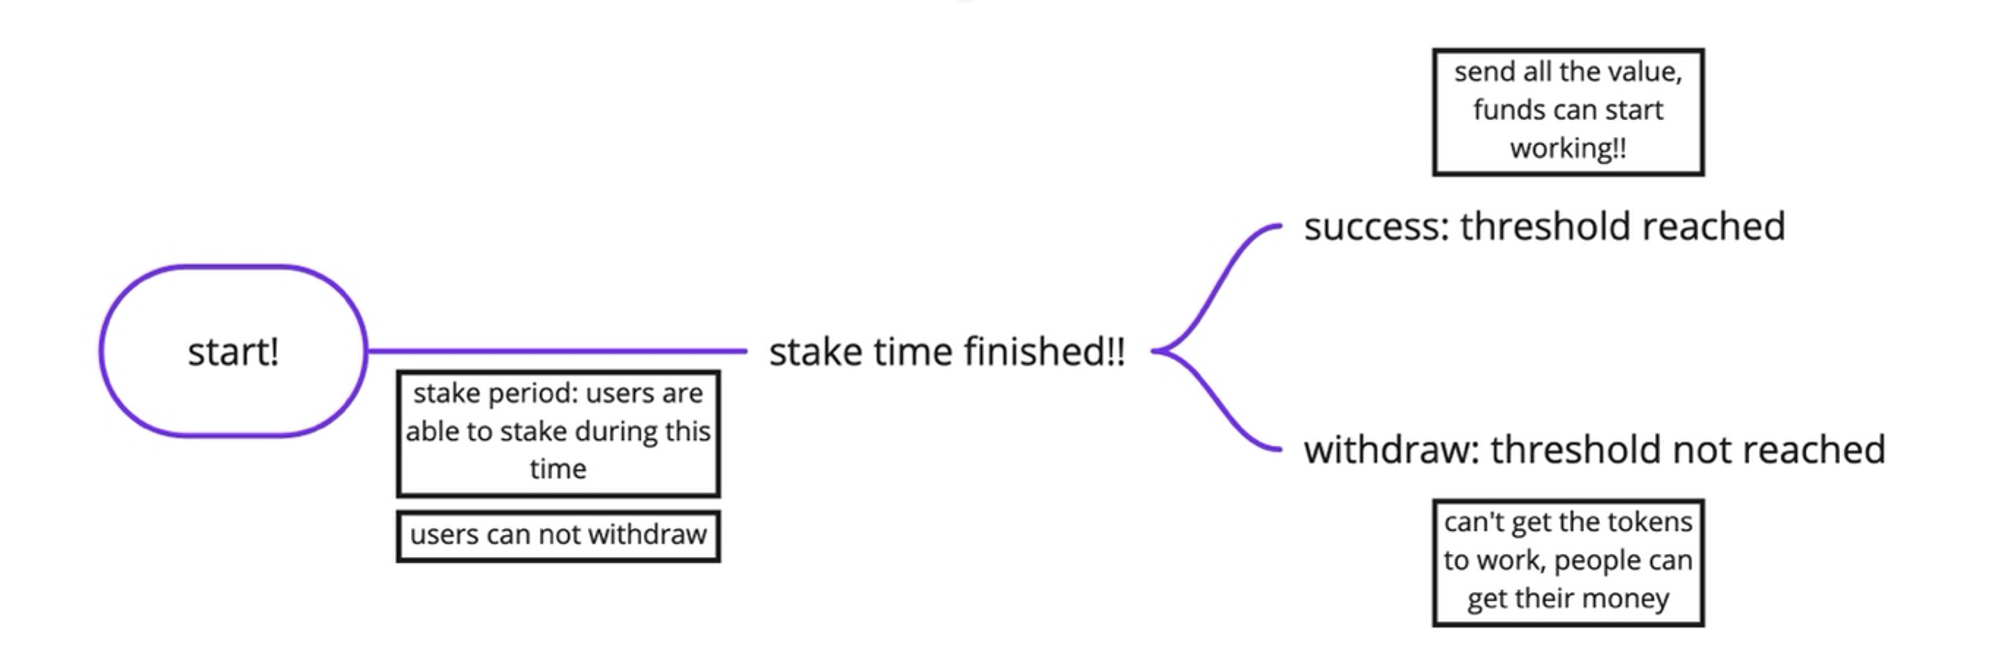 send all the value,
funds can start
working!!
success: threshold reached
start!
stake time finished!!
stake period: users are
able to stake during this
time
users can not withdraw
withdraw: threshold not reached
can't get the tokens
to work, people can
get their money